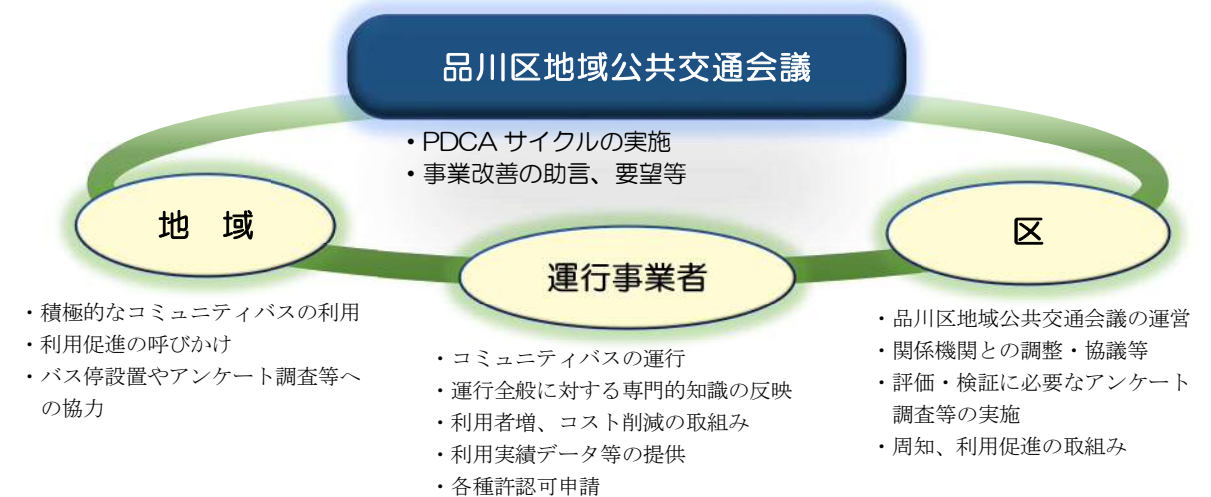 品川区地域公共交通会議
・PDCA サイクルの実施
・事業改善の助言、要望等
地 域
・積極的なコミュニティバスの利用
・利用促進の呼びかけ
・バス停設置やアンケート調査等へ
の協力
運行事業者
・コミュニティバスの運行
・運行全般に対する専門的知識の反映
・利用者増、コスト削減の取組み
・利用実績データ等の提供
・各種許認可申請
区
・品川区地域公共交通会議の運営
・関係機関との調整・協議等
・評価・検証に必要なアンケート
調査等の実施
・周知、利用促進の取組み